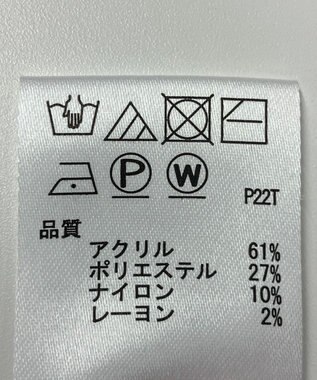 P W
P22T
品質
アクリル 61%
ポリエステル 27%
ナイロン 10%
レーヨン 2%